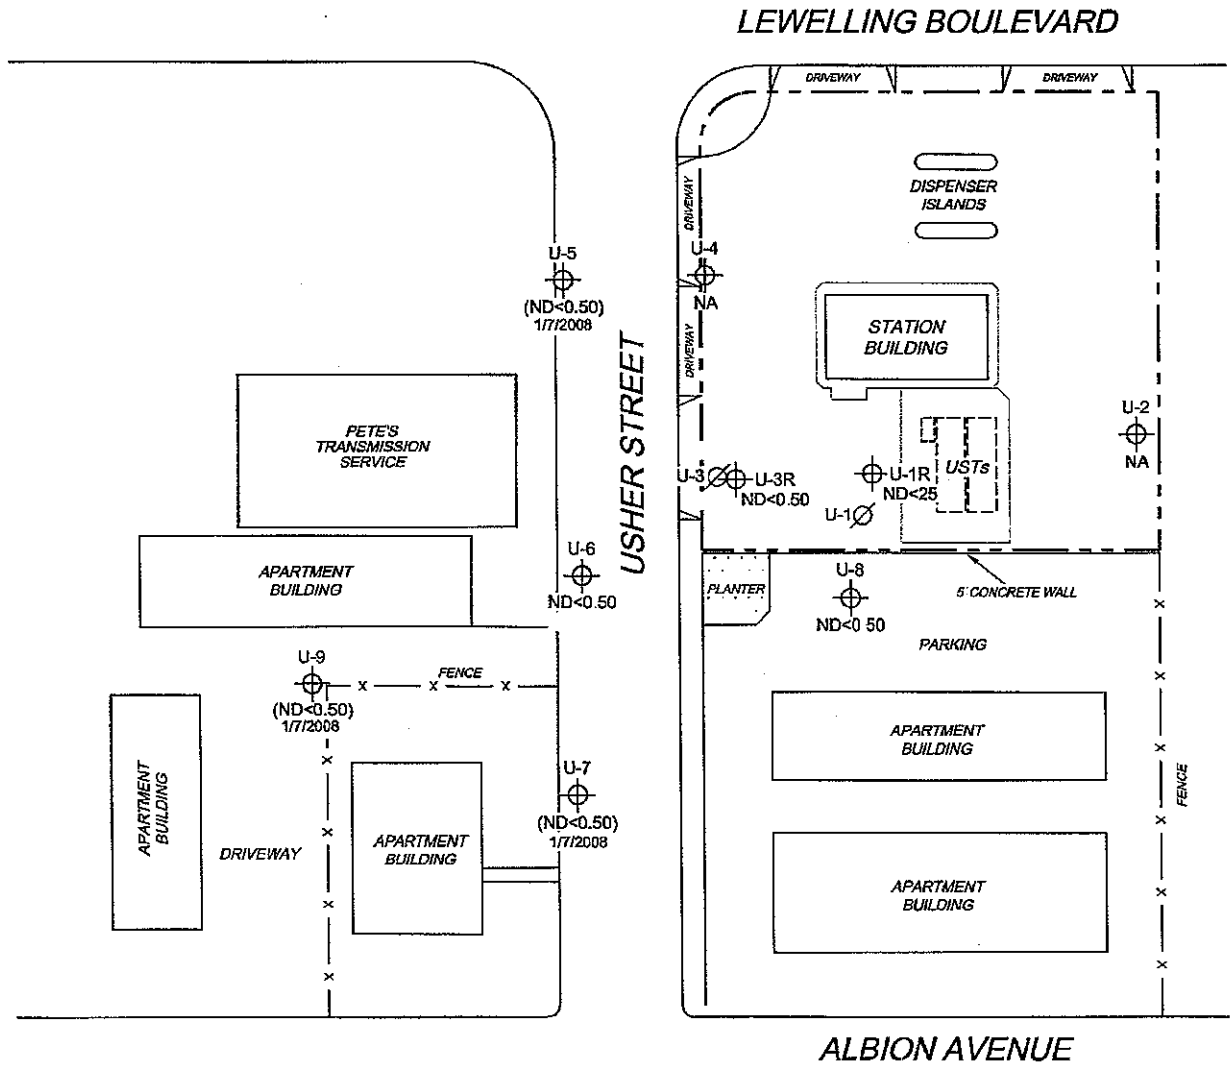 LEWELLING BOULEVARD
DRIVEWAY
DRIVEWAY
DISPENSER
ISLANDS
DRIVEWAY
U-4
NA
U-5
(ND<0.50)
1/7/2008
STATION
BUILDING
DRIVEWAY
USHER STREET
PETE'S
TRANSMISSION
SERVICE
U-2
NA
U-3
U-3R
ND<0.50
U-1R
ND<25
USTs
U-1
U-6
ND<0.50
APARTMENT
BUILDING
PLANTER
U-8
ND<0 50
5' CONCRETE WALL
PARKING
U-9
(ND<0.50)
1/7/2008
FENCE
APARTMENT
BUILDING
U-7
(ND<0.50)
1/7/2008
FENCE
APARTMENT
BUILDING
DRIVEWAY
APARTMENT
BUILDING
APARTMENT
BUILDING
ALBION AVENUE